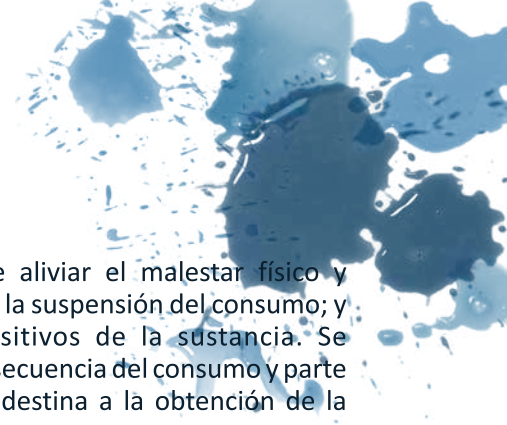 aliviar el malestar físico y
la suspensión del consumo; y
sitivos de la sustancia. Se
ecuencia del consumo y parte
destina a la obtención de la